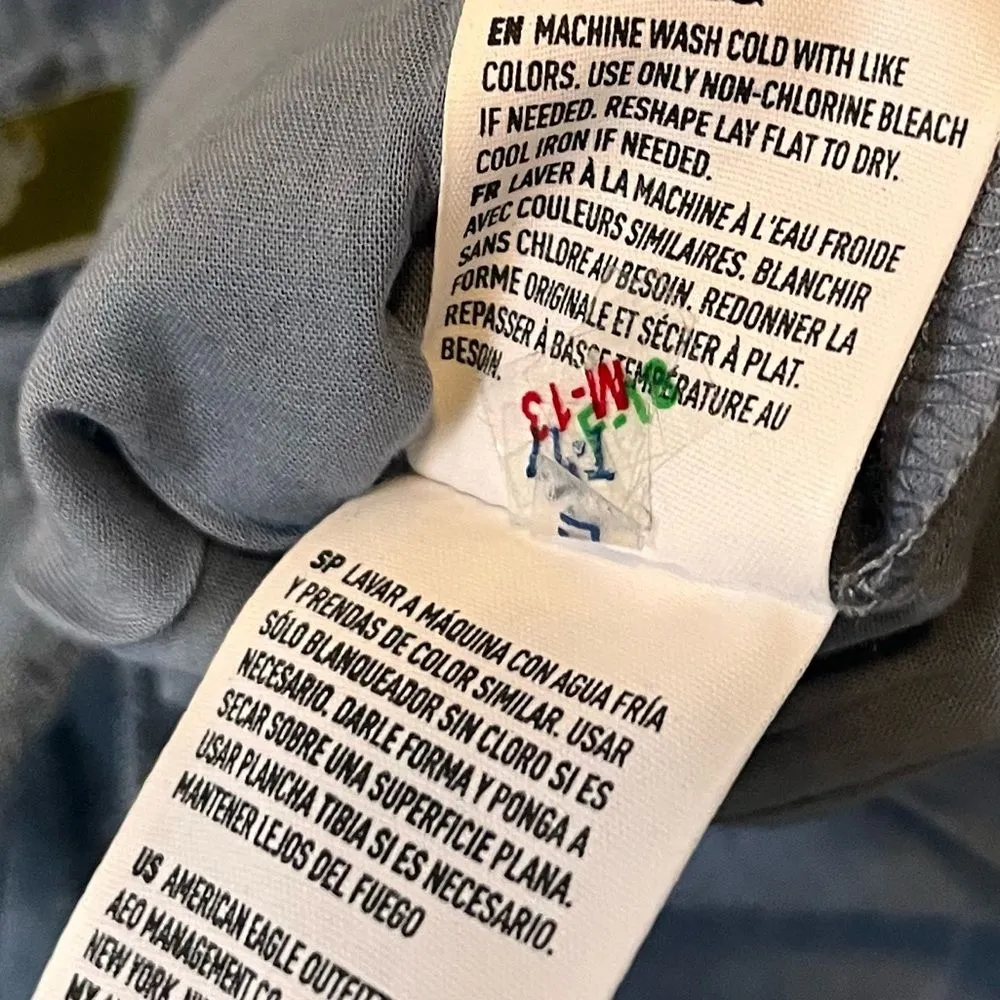 EN MACHINE WASH COLD WITH LIKE
COLORS. USE ONLY NON-CHLORINE BLEACH
IF NEEDED. RESHAPE LAY FLAT TO DRY.
COOL IRON IF NEEDED.
FR LAVER À LA MACHINE À L'EAU FROIDE
AVEC COULEURS SIMILAIRES. BLANCHIR
SANS CHLORE AU BESOIN. REDONNER LA
FORME ORIGINALE ET SÉCHER À PLAT.
REPASSER À BASSE TEMPÉRATURE AU
BESOIN.
M-13
SP LAVAR A MÁQUINA CON AGUA FRÍA
Y PRENDAS DE COLOR SIMILAR. USAR
SÓLO BLANQUEADOR SIN CLORO SI ES
NECESARIO. DARLE FORMA Y PONGA A
SECAR SOBRE UNA SUPERFICIE PLANA.
USAR PLANCHA TIBIA SI ES NECESARIO.
MANTENER LEJOS DEL FUEGO
US AMERICAN EAGLE
AEO MANAGEMENT CO
NEW YORK,